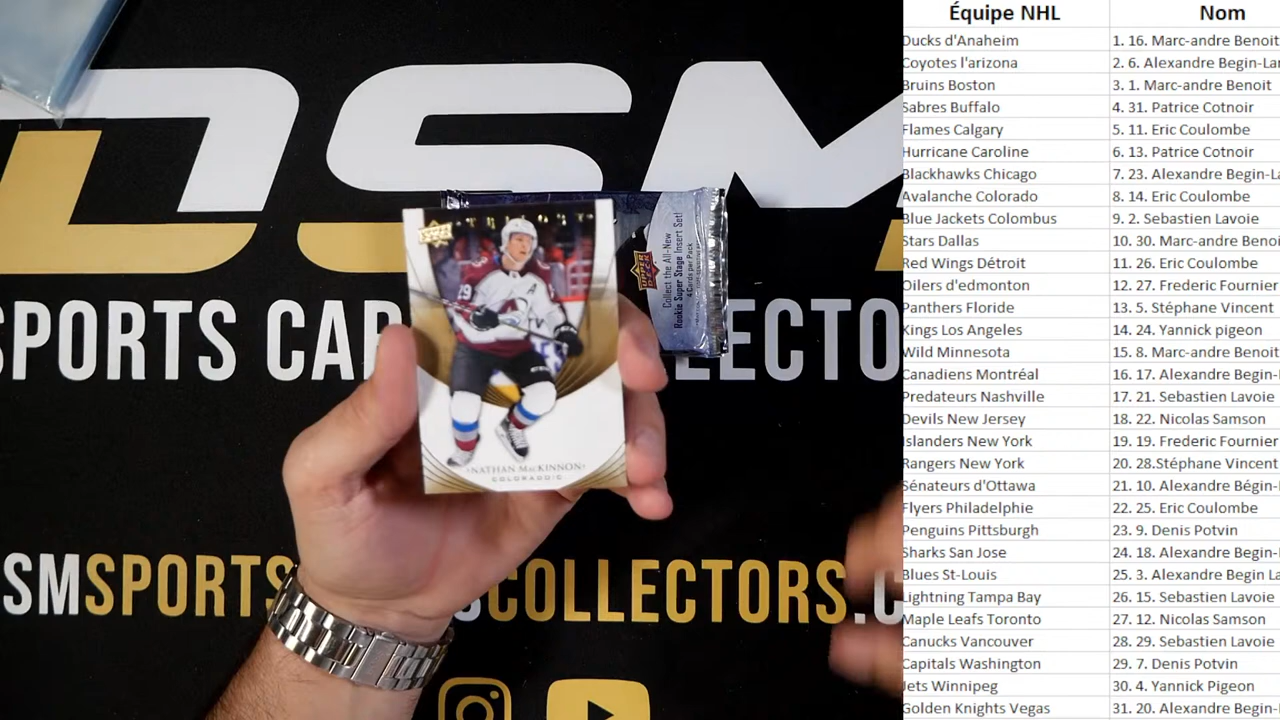 DSM
SPORTS CAR
LECTO
SMSPORTS
COLLECTORS.C
UPPER DECK
Collect the All-New
Rookie Super Stage Insert Set!
4 Cards per Pack
NATHAN MACKINNON
COLORADO C
Équipe NHL Nom
Ducks d'Anaheim 1. 16. Marc-andre Benoit
Coyotes l'arizona 2. 6. Alexandre Begin-Lar
Bruins Boston 3. 1. Marc-andre Benoit
Sabres Buffalo 4. 31. Patrice Cotnoir
Flames Calgary 5. 11. Eric Coulombe
Hurricane Caroline 6. 13. Patrice Cotnoir
Blackhawks Chicago 7. 23. Alexandre Begin-La
Avalanche Colorado 8. 14. Eric Coulombe
Blue Jackets Colombus 9. 2. Sebastien Lavoie
Stars Dallas 10. 30. Marc-andre Benoi
Red Wings Détroit 11. 26. Eric Coulombe
Oilers d'edmonton 12. 27. Frederic Fournier
Panthers Floride 13. 5. Stéphane Vincent
Kings Los Angeles 14. 24. Yannick pigeon
Wild Minnesota 15. 8. Marc-andre Benoit
Canadiens Montréal 16. 17. Alexandre Begin-L
Predateurs Nashville 17. 21. Sebastien Lavoie
Devils New Jersey 18. 22. Nicolas Samson
Islanders New York 19. 19. Frederic Fournier
Rangers New York 20. 28.Stéphane Vincent
Sénateurs d'Ottawa 21. 10. Alexandre Bégin-L
Flyers Philadelphie 22. 25. Eric Coulombe
Penguins Pittsburgh 23. 9. Denis Potvin
Sharks San Jose 24. 18. Alexandre Begin-L
Blues St-Louis 25. 3. Alexandre Begin La
Lightning Tampa Bay 26. 15. Sebastien Lavoie
Maple Leafs Toronto 27. 12. Nicolas Samson
Canucks Vancouver 28. 29. Sebastien Lavoie
Capitals Washington 29. 7. Denis Potvin
Jets Winnipeg 30. 4. Yannick Pigeon
Golden Knights Vegas 31. 20. Alexandre Begin-L